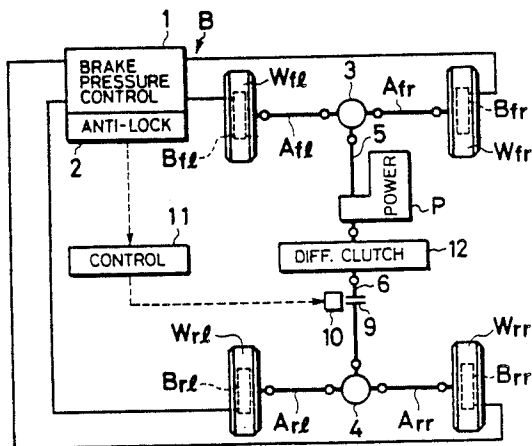 1
B
BRAKE
PRESSURE
CONTROL
ANTI-LOCK
2
Wfl
Bfl
Afl
3
Afr
5
Bfr
Wfr
POWER
P
11
CONTROL
DIFF. CLUTCH
12
6
10
9
Wrl
Brl
Arl
4
Arr
Wrr
Brr